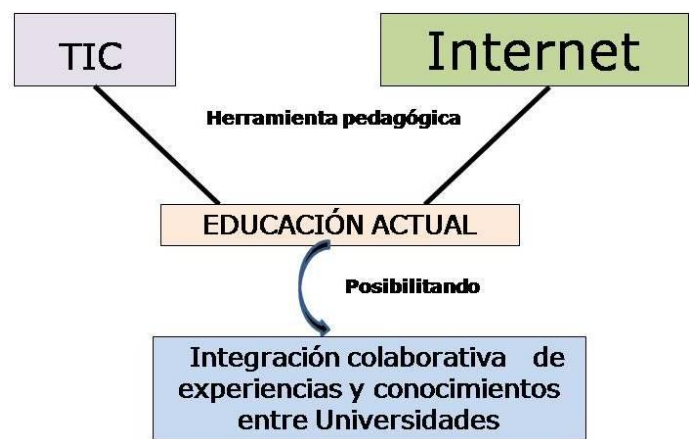 TIC
Internet
Herramienta pedagógica
EDUCACIÓN ACTUAL
Posibilitando
Integración colaborativa de
experiencias y conocimientos
entre Universidades